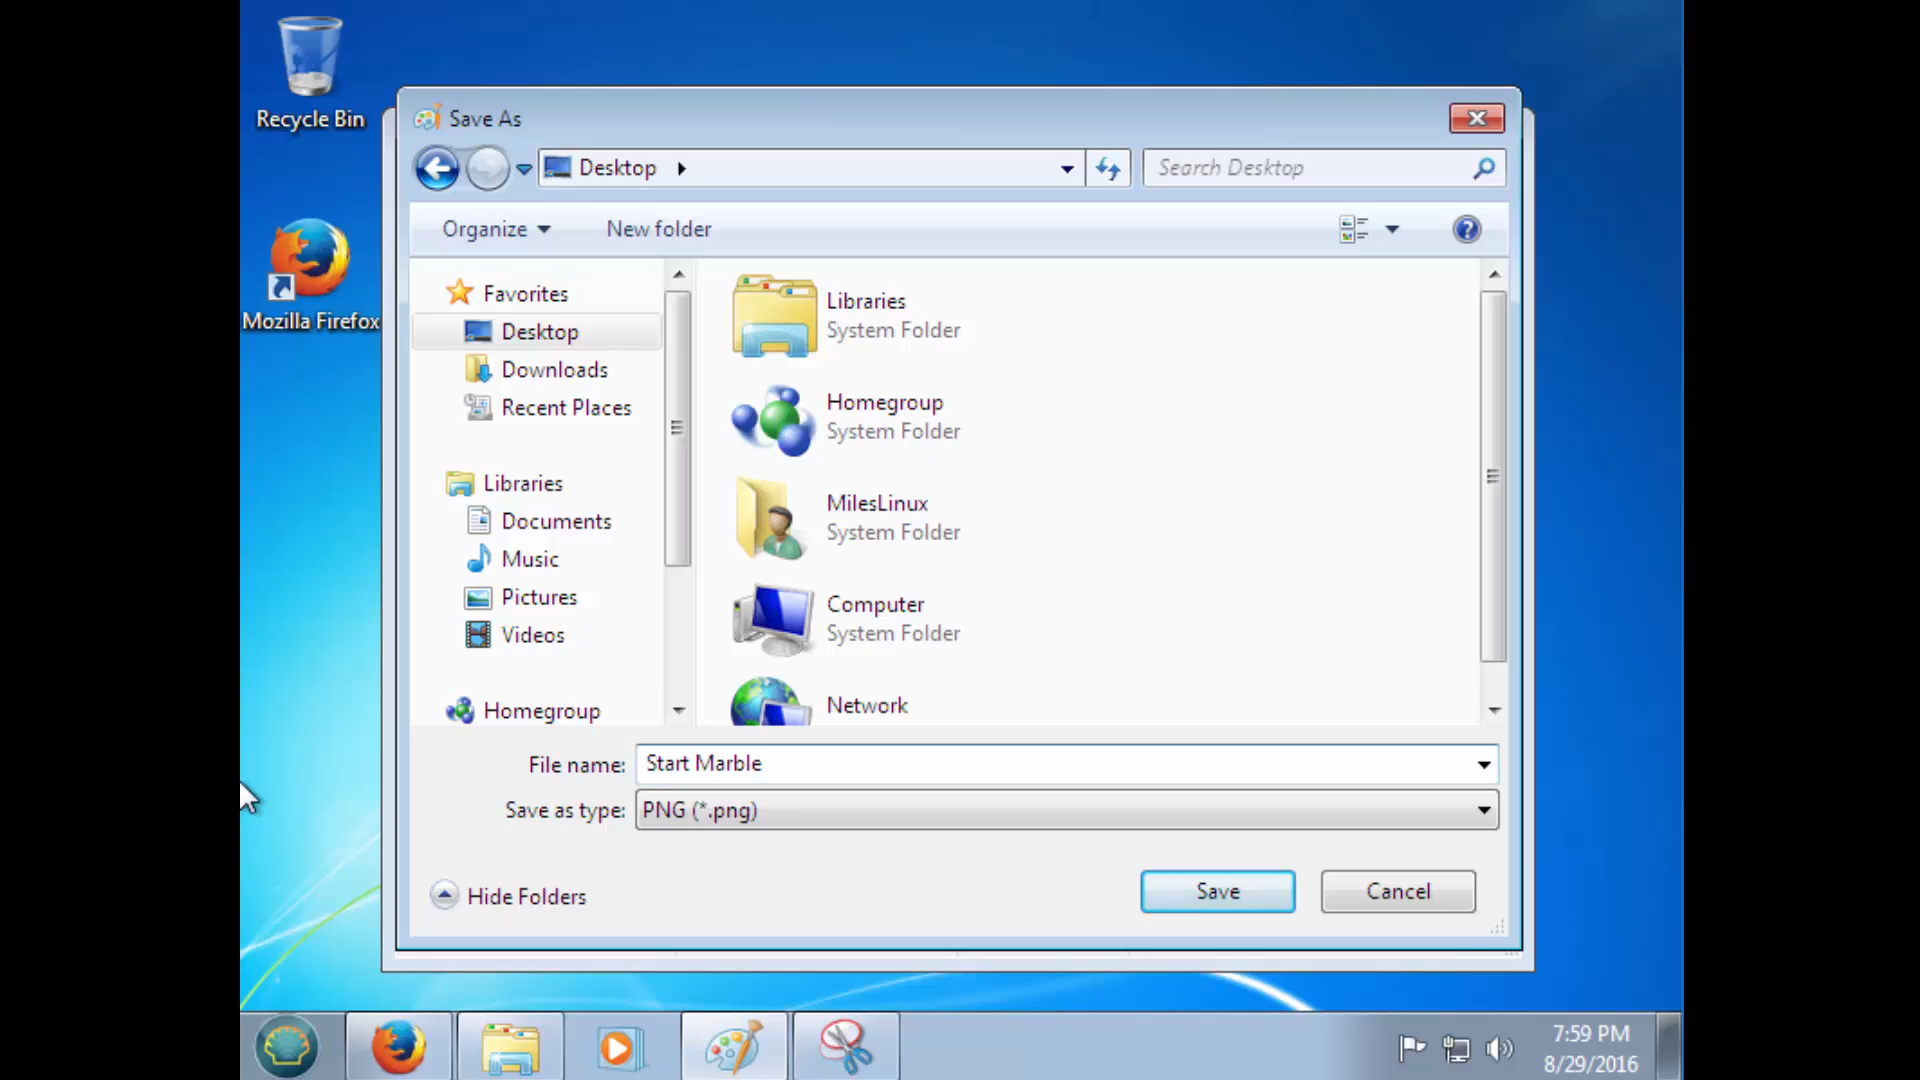 Recycle Bin
Mozilla Firefox
Save As
Desktop
Search Desktop
Organize
New folder
Favorites
Desktop
Downloads
Recent Places
Libraries
Documents
Music
Pictures
Videos
Homegroup
Libraries
System Folder
Homegroup
System Folder
MilesLinux
System Folder
Computer
System Folder
Network
File name: Start Marble
Save as type: PNG (*.png)
Hide Folders
Save
Cancel
7:59 PM
8/29/2016